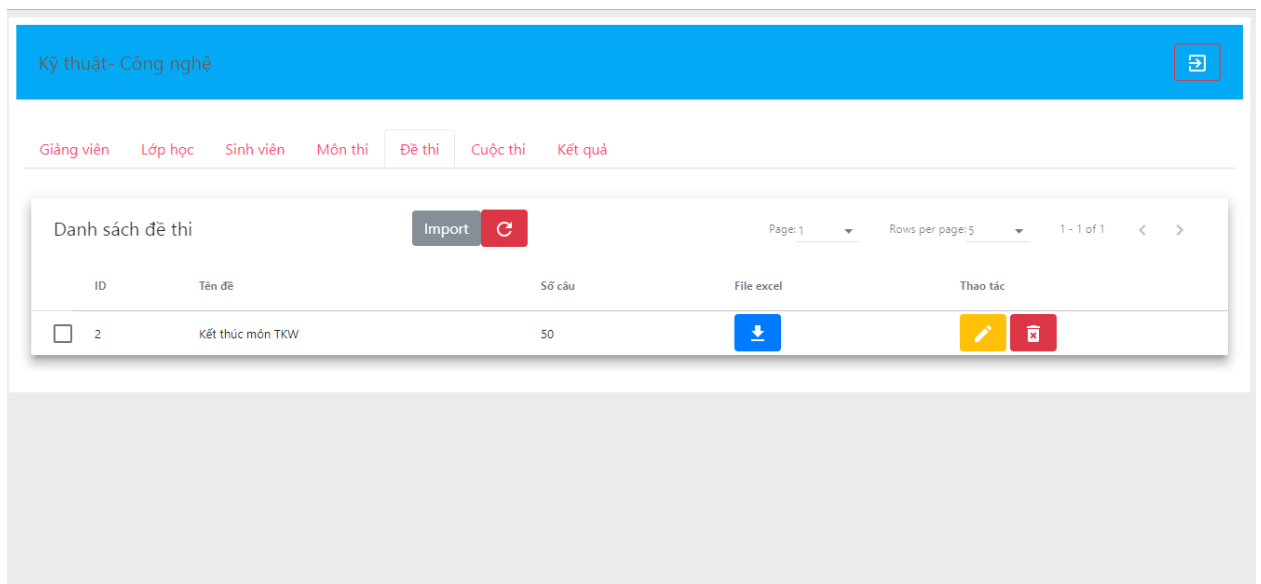 Kỹ thuật- Công nghệ
Giảng viên Lớp học Sinh viên Môn thi Đề thi Cuộc thi Kết quả
Danh sách đề thi Import Page: 1 Rows per page: 5 1 - 1 of 1
ID Tên đề Số câu File excel Thao tác
2 Kết thúc môn TKW 50